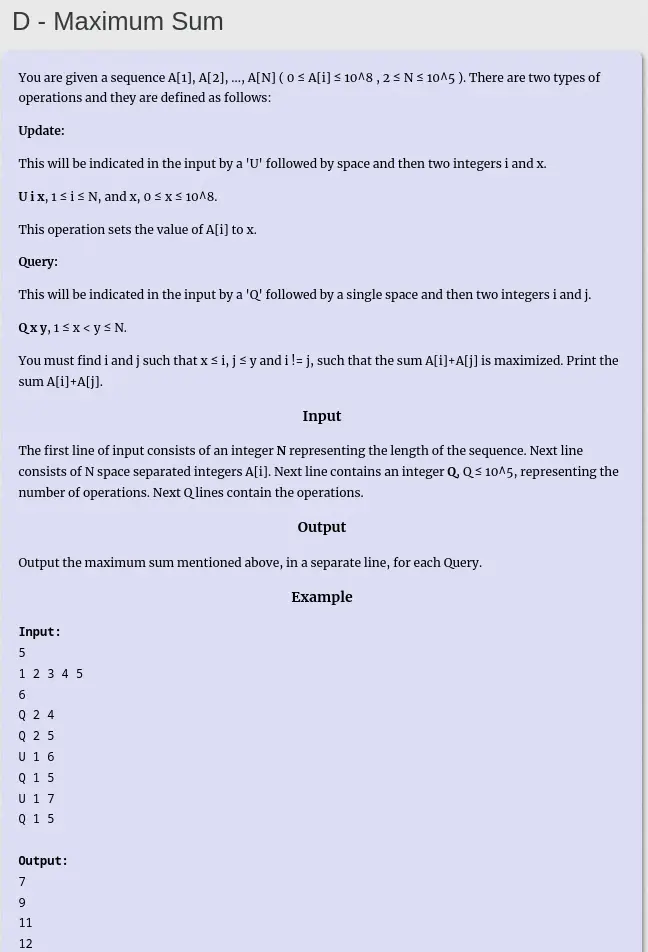 D - Maximum Sum
You are given a sequence A[1], A[2], ..., A[N] ( 0 ≤ A[i] ≤ 10^8 , 2 ≤ N ≤ 10^5 ). There are two types of
operations and they are defined as follows:
Update:
This will be indicated in the input by a 'U' followed by space and then two integers i and x.
U i x, 1 ≤ i ≤ N, and x, 0 ≤ x ≤ 10^8.
This operation sets the value of A[i] to x.
Query:
This will be indicated in the input by a 'Q' followed by a single space and then two integers i and j.
Q x y, 1 ≤ x < y ≤ N.
You must find i and j such that x ≤ i, j ≤ y and i != j, such that the sum A[i]+A[j] is maximized. Print the
sum A[i]+A[j].
Input
The first line of input consists of an integer N representing the length of the sequence. Next line
consists of N space separated integers A[i]. Next line contains an integer Q, Q ≤ 10^5, representing the
number of operations. Next Q lines contain the operations.
Output
Output the maximum sum mentioned above, in a separate line, for each Query.
Example
Input:
5
1 2 3 4 5
6
Q 2 4
Q 2 5
U 1 6
Q 1 5
U 1 7
Q 1 5
Output:
7
9
11
12